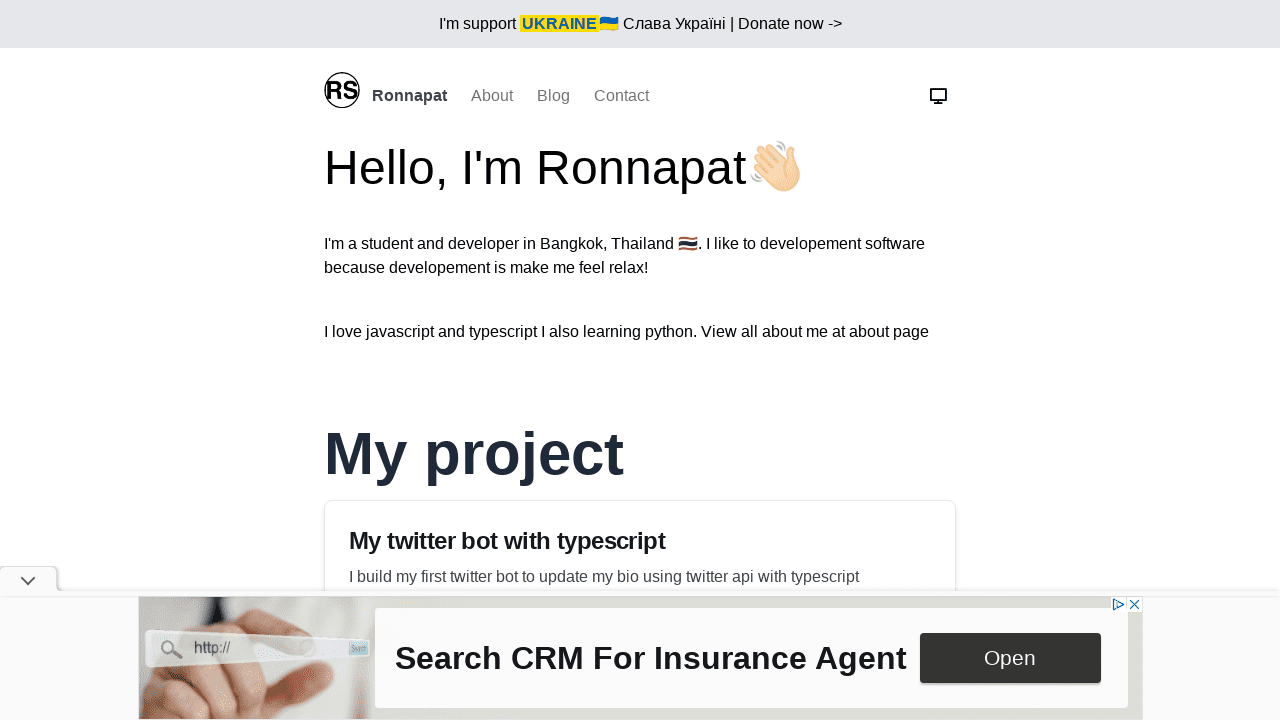 I'm support UKRAINE🇺🇦 Слава Україні | Donate now ->
RS Ronnapat About Blog Contact
Hello, I'm Ronnapat👋🏻
I'm a student and developer in Bangkok, Thailand 🇹🇭. I like to developement software
because developement is make me feel relax!
I love javascript and typescript I also learning python. View all about me at about page
My project
My twitter bot with typescript
I build my first twitter bot to update my bio using twitter api with typescript
http://
Search
Search CRM For Insurance Agent
Open